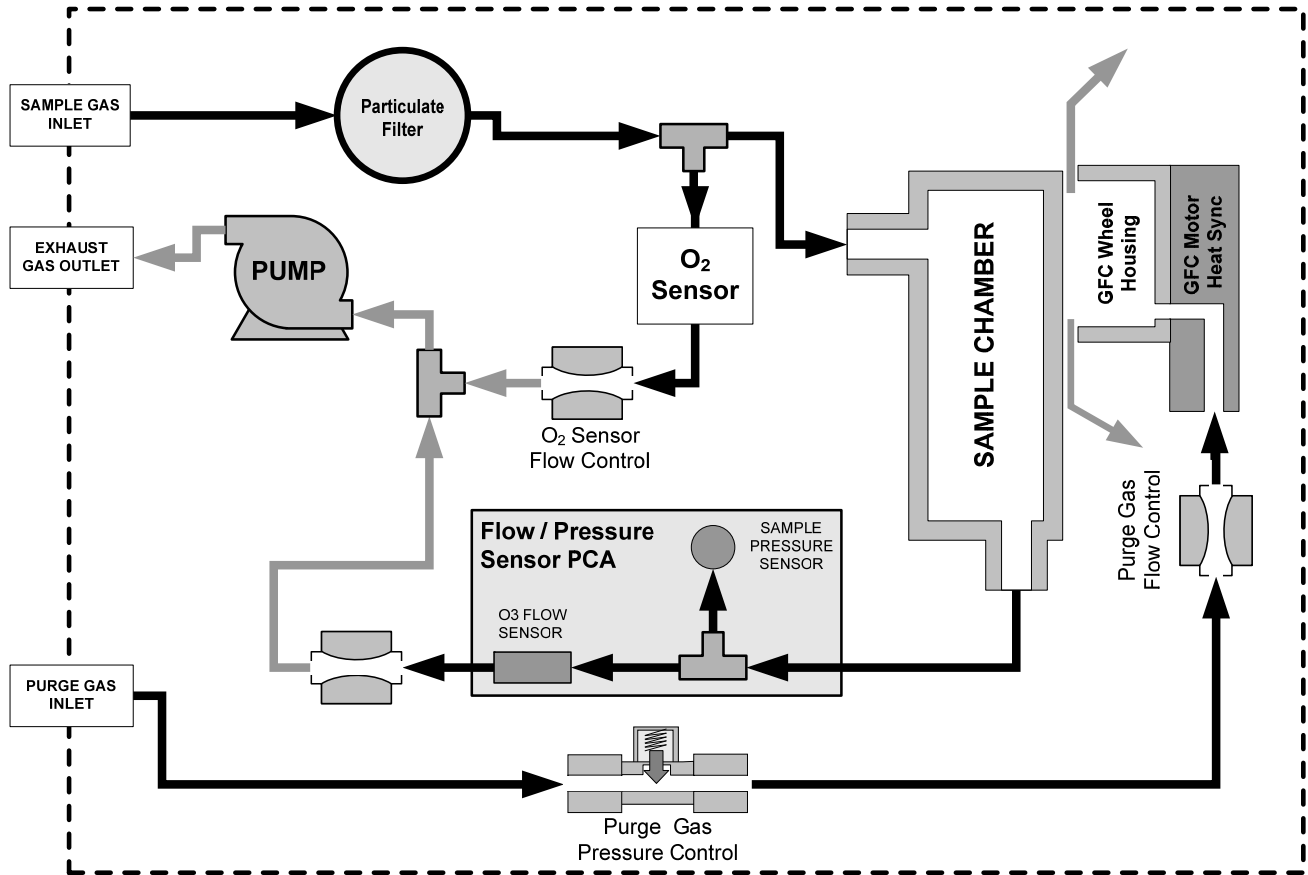 SAMPLE GAS
INLET
Particulate
Filter
EXHAUST
GAS OUTLET
PUMP
O₂
Sensor
SAMPLE CHAMBER
GFC Wheel
Housing
GFC Motor
Heat Sync
O₂ Sensor
Flow Control
Purge Gas
Flow Control
Flow / Pressure
Sensor PCA
SAMPLE
PRESSURE
SENSOR
O3 FLOW
SENSOR
PURGE GAS
INLET
Purge Gas
Pressure Control